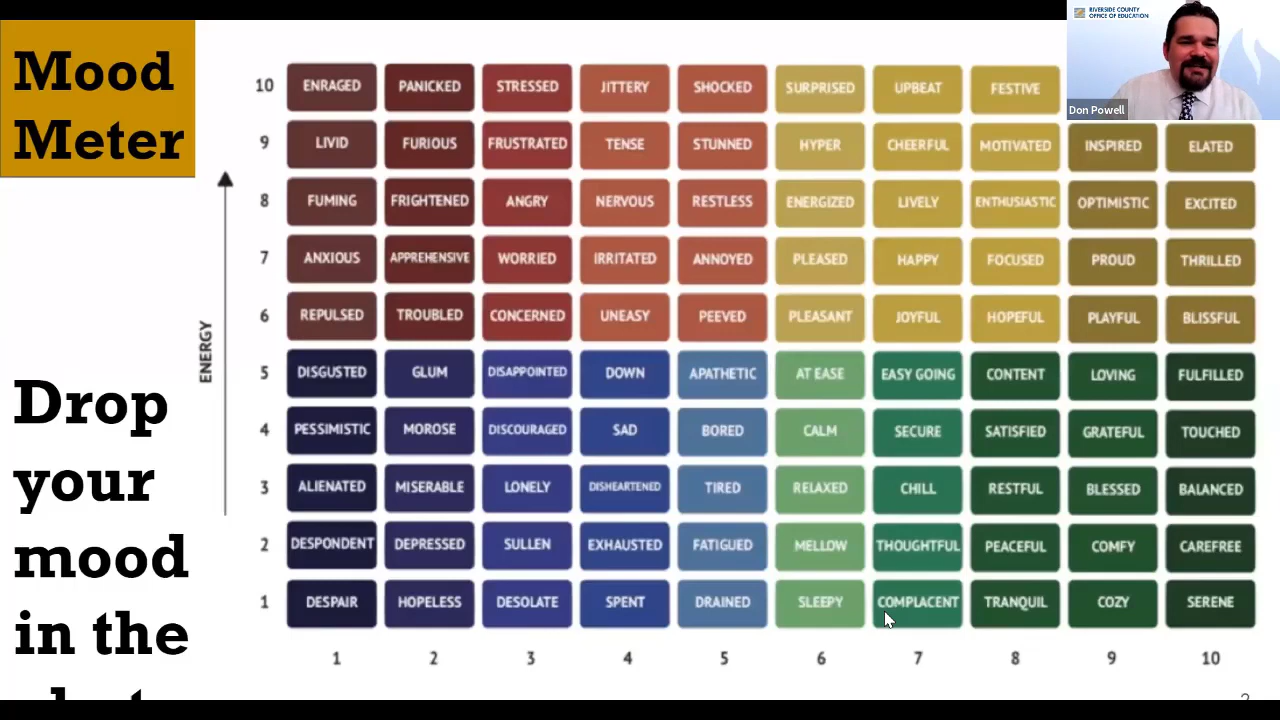 RIVERSIDE COUNTY
OFFICE OF EDUCATION
Don Powell
Mood
Meter
10 ENRAGED PANICKED STRESSED JITTERY SHOCKED SURPRISED UPBEAT FESTIVE
9 LIVID FURIOUS FRUSTRATED TENSE STUNNED HYPER CHEERFUL MOTIVATED INSPIRED ELATED
8 FUMING FRIGHTENED ANGRY NERVOUS RESTLESS ENERGIZED LIVELY ENTHUSIASTIC OPTIMISTIC EXCITED
7 ANXIOUS APPREHENSIVE WORRIED IRRITATED ANNOYED PLEASED HAPPY FOCUSED PROUD THRILLED
6 REPULSED TROUBLED CONCERNED UNEASY PEEVED PLEASANT JOYFUL HOPEFUL PLAYFUL BLISSFUL
5 DISGUSTED GLUM DISAPPOINTED DOWN APATHETIC AT EASE EASY GOING CONTENT LOVING FULFILLED
4 PESSIMISTIC MOROSE DISCOURAGED SAD BORED CALM SECURE SATISFIED GRATEFUL TOUCHED
3 ALIENATED MISERABLE LONELY DISHEARTENED TIRED RELAXED CHILL RESTFUL BLESSED BALANCED
2 DESPONDENT DEPRESSED SULLEN EXHAUSTED FATIGUED MELLOW THOUGHTFUL PEACEFUL COMFY CAREFREE
1 DESPAIR HOPELESS DESOLATE SPENT DRAINED SLEEPY COMPLACENT TRANQUIL COZY SERENE
1 2 3 4 5 6 7 8 9 10
ENERGY
Drop
your
mood
in the